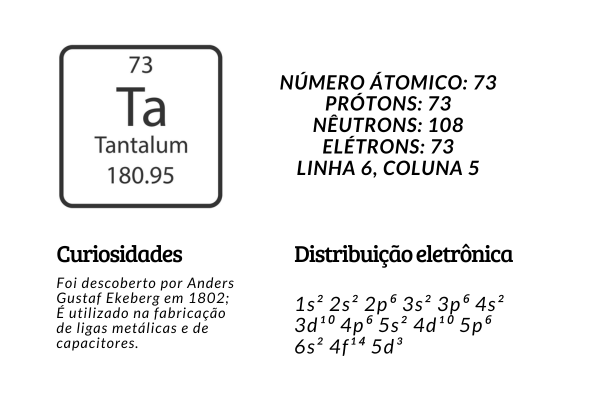 73
Ta
Tantalum
180.95
NÚMERO ÁTOMICO: 73
PRÓTONS: 73
NÊUTRONS: 108
ELÉTRONS: 73
LINHA 6, COLUNA 5
Curiosidades
Foi descoberto por Anders
Gustaf Ekeberg em 1802;
É utilizado na fabricação
de ligas metálicas e de
capacitores.
Distribuição eletrônica
1s² 2s² 2p⁶ 3s² 3p⁶ 4s²
3d¹⁰ 4p⁶ 5s² 4d¹⁰ 5p⁶
6s² 4f¹⁴ 5d³